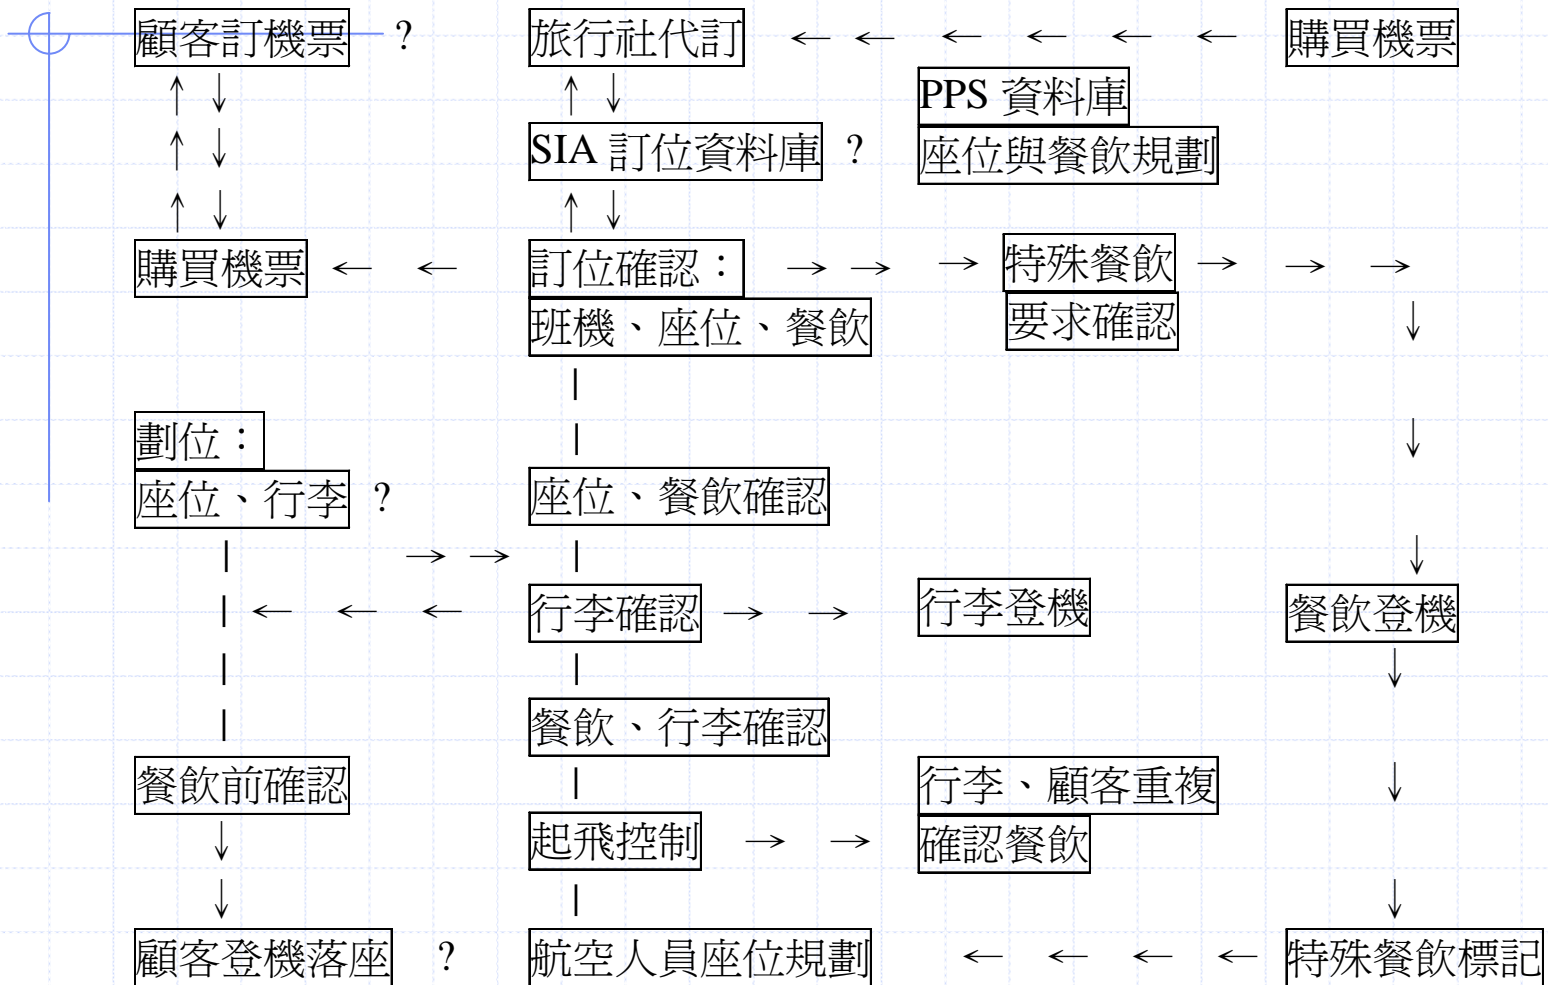 顧客訂機票 ? 旅行社代訂 ← ← ← ← ← ← 購買機票
↑ ↓ ↑ ↓ PPS 資料庫
↑ ↓ SIA 訂位資料庫 ? 座位與餐飲規劃
↑ ↓ ↑ ↓
購買機票 ← ← 訂位確認： → → → 特殊餐飲 → → →
班機、座位、餐飲 要求確認 ↓
|
劃位： | ↓
座位、行李 ? 座位、餐飲確認
| → → | ↓
| ← ← ← 行李確認 → → 行李登機 餐飲登機
| | ↓
| 餐飲、行李確認
餐飲前確認 | 行李、顧客重複 ↓
↓ 起飛控制 → → 確認餐飲
↓ | ↓
顧客登機落座 ? 航空人員座位規劃 ← ← ← ← 特殊餐飲標記